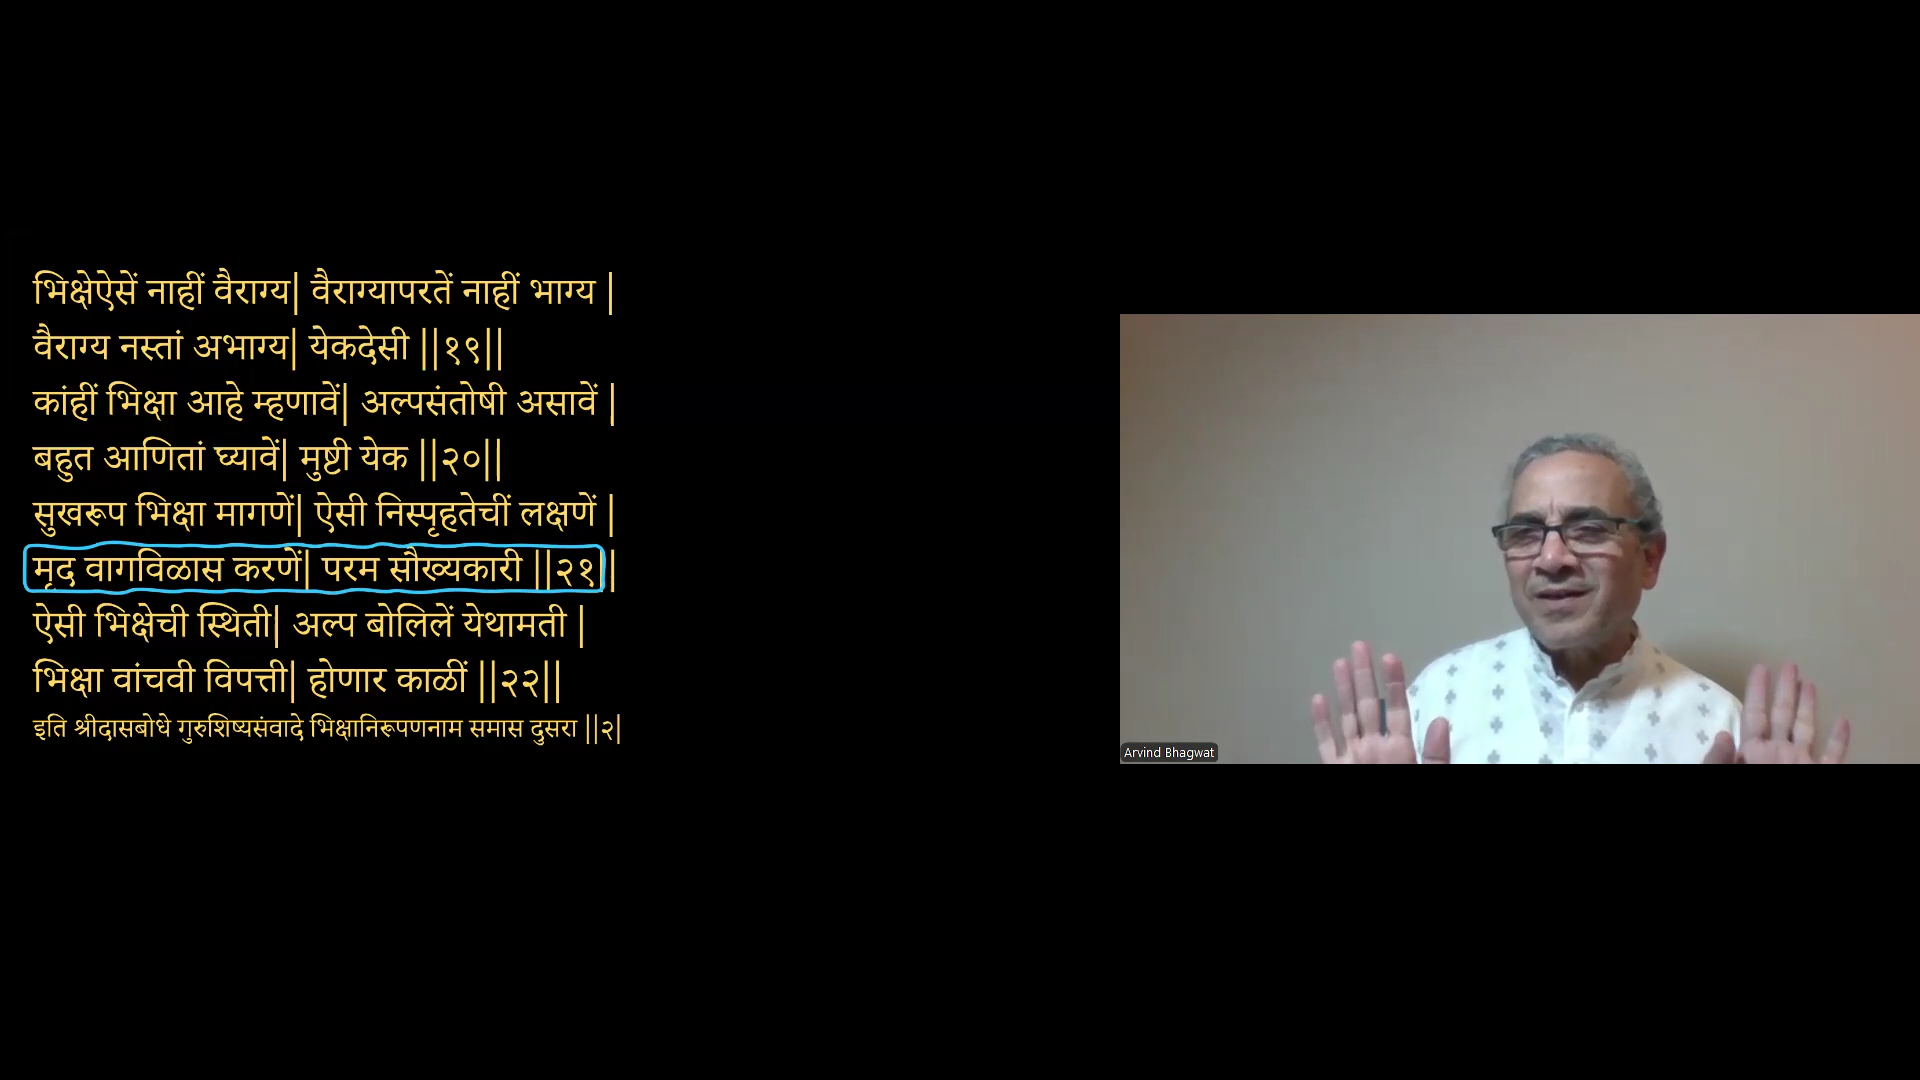 भिक्षेऐसें नाहीं वैराग्य| वैराग्यापरतें नाहीं भाग्य |
वैराग्य नस्तां अभाग्य| येकदेसी ||१९||
कांहीं भिक्षा आहे म्हणावें| अल्पसंतोषी असावें |
बहुत आणितां घ्यावें| मुष्टी येक ||२०||
सुखरूप भिक्षा मागणें| ऐसी निस्पृहतेचीं लक्षणें |
मृद वागविळास करणें| परम सौख्यकारी ||२१||
ऐसी भिक्षेची स्थिती| अल्प बोलिलें येथामती |
भिक्षा वांचवी विपत्ती| होणार काळीं ||२२||
इति श्रीदासबोधे गुरुशिष्यसंवादे भिक्षानिरूपणनाम समास दुसरा ||२|
Arvind Bhagwat